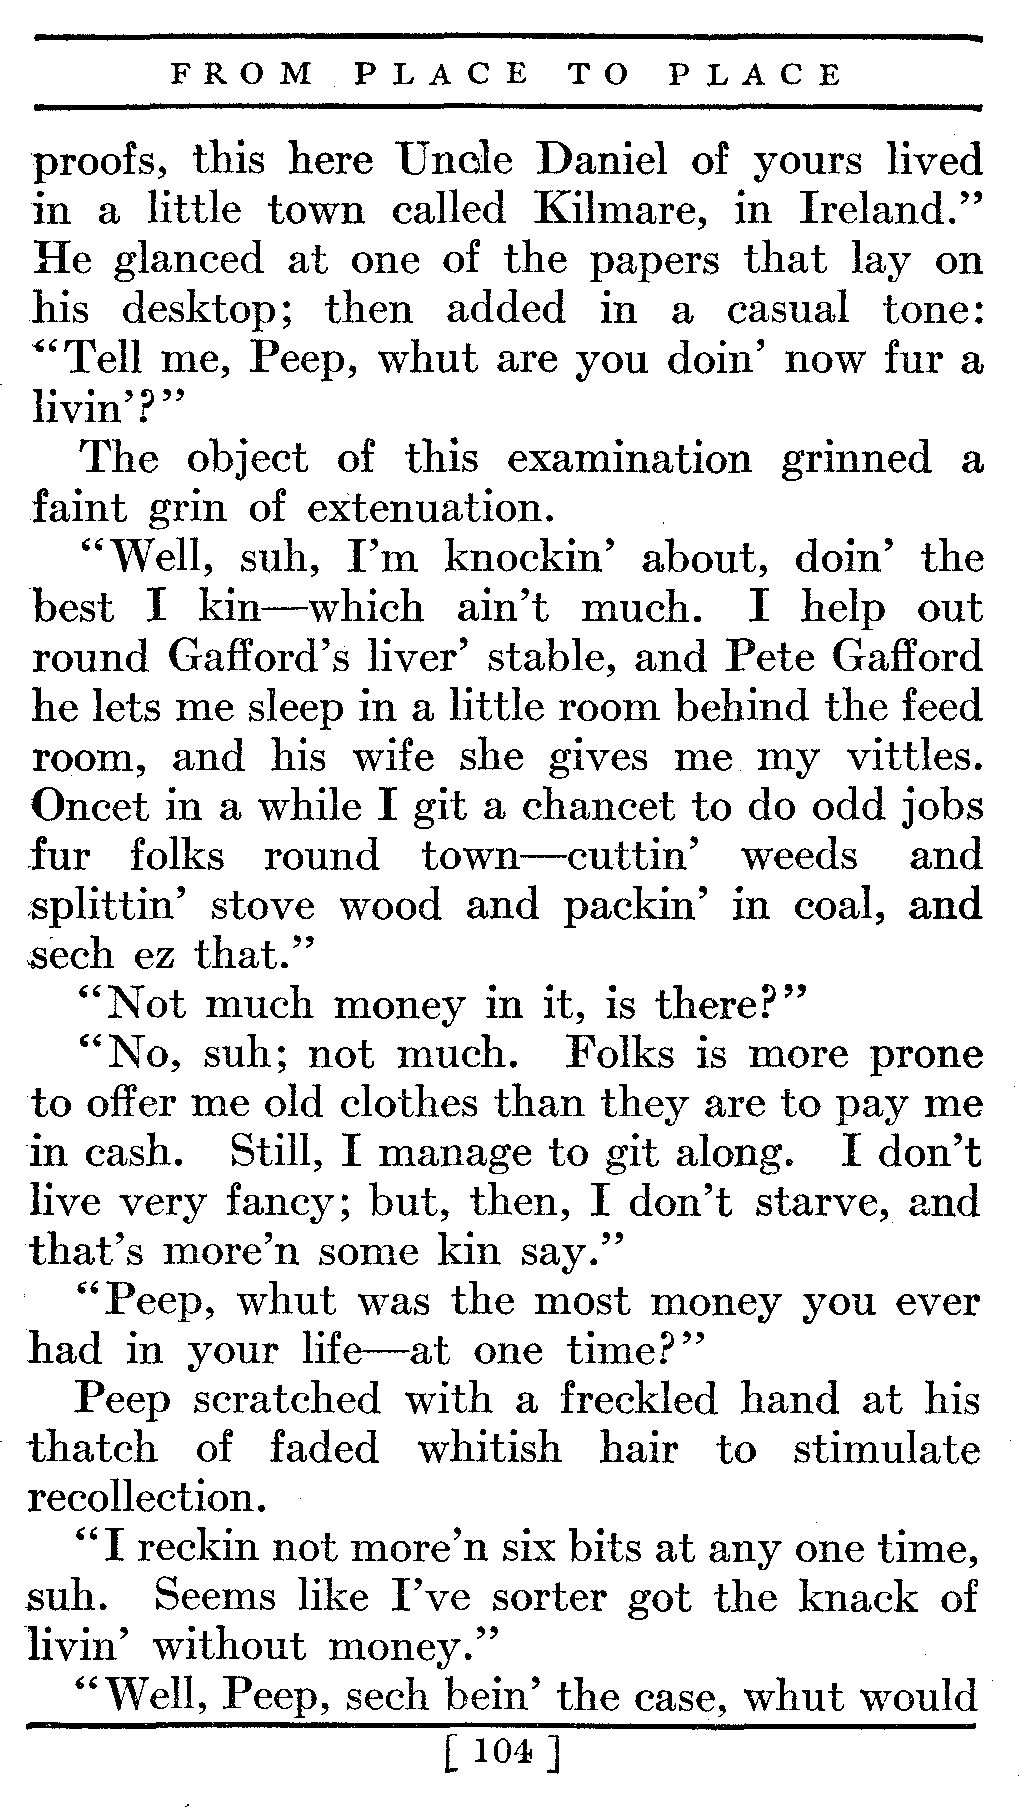 FROM PLACE TO PLACE
proofs, this here Uncle Daniel of yours lived
in a little town called Kilmare, in Ireland.”
He glanced at one of the papers that lay on
his desktop; then added in a casual tone:
“Tell me, Peep, whut are you doin’ now fur a
livin’?”
The object of this examination grinned a
faint grin of extenuation.
“Well, suh, I’m knockin’ about, doin’ the
best I kin—which ain’t much. I help out
round Gafford’s liver’ stable, and Pete Gafford
he lets me sleep in a little room behind the feed
room, and his wife she gives me my vittles.
Oncet in a while I git a chancet to do odd jobs
fur folks round town—cuttin’ weeds and
splittin’ stove wood and packin’ in coal, and
sech ez that.”
“Not much money in it, is there?”
“No, suh; not much. Folks is more prone
to offer me old clothes than they are to pay me
in cash. Still, I manage to git along. I don’t
live very fancy; but, then, I don’t starve, and
that’s more’n some kin say.”
“Peep, whut was the most money you ever
had in your life—at one time?”
Peep scratched with a freckled hand at his
thatch of faded whitish hair to stimulate
recollection.
“I reckin not more’n six bits at any one time,
suh. Seems like I’ve sorter got the knack of
livin’ without money.”
“Well, Peep, sech bein’ the case, whut would
[ 104 ]